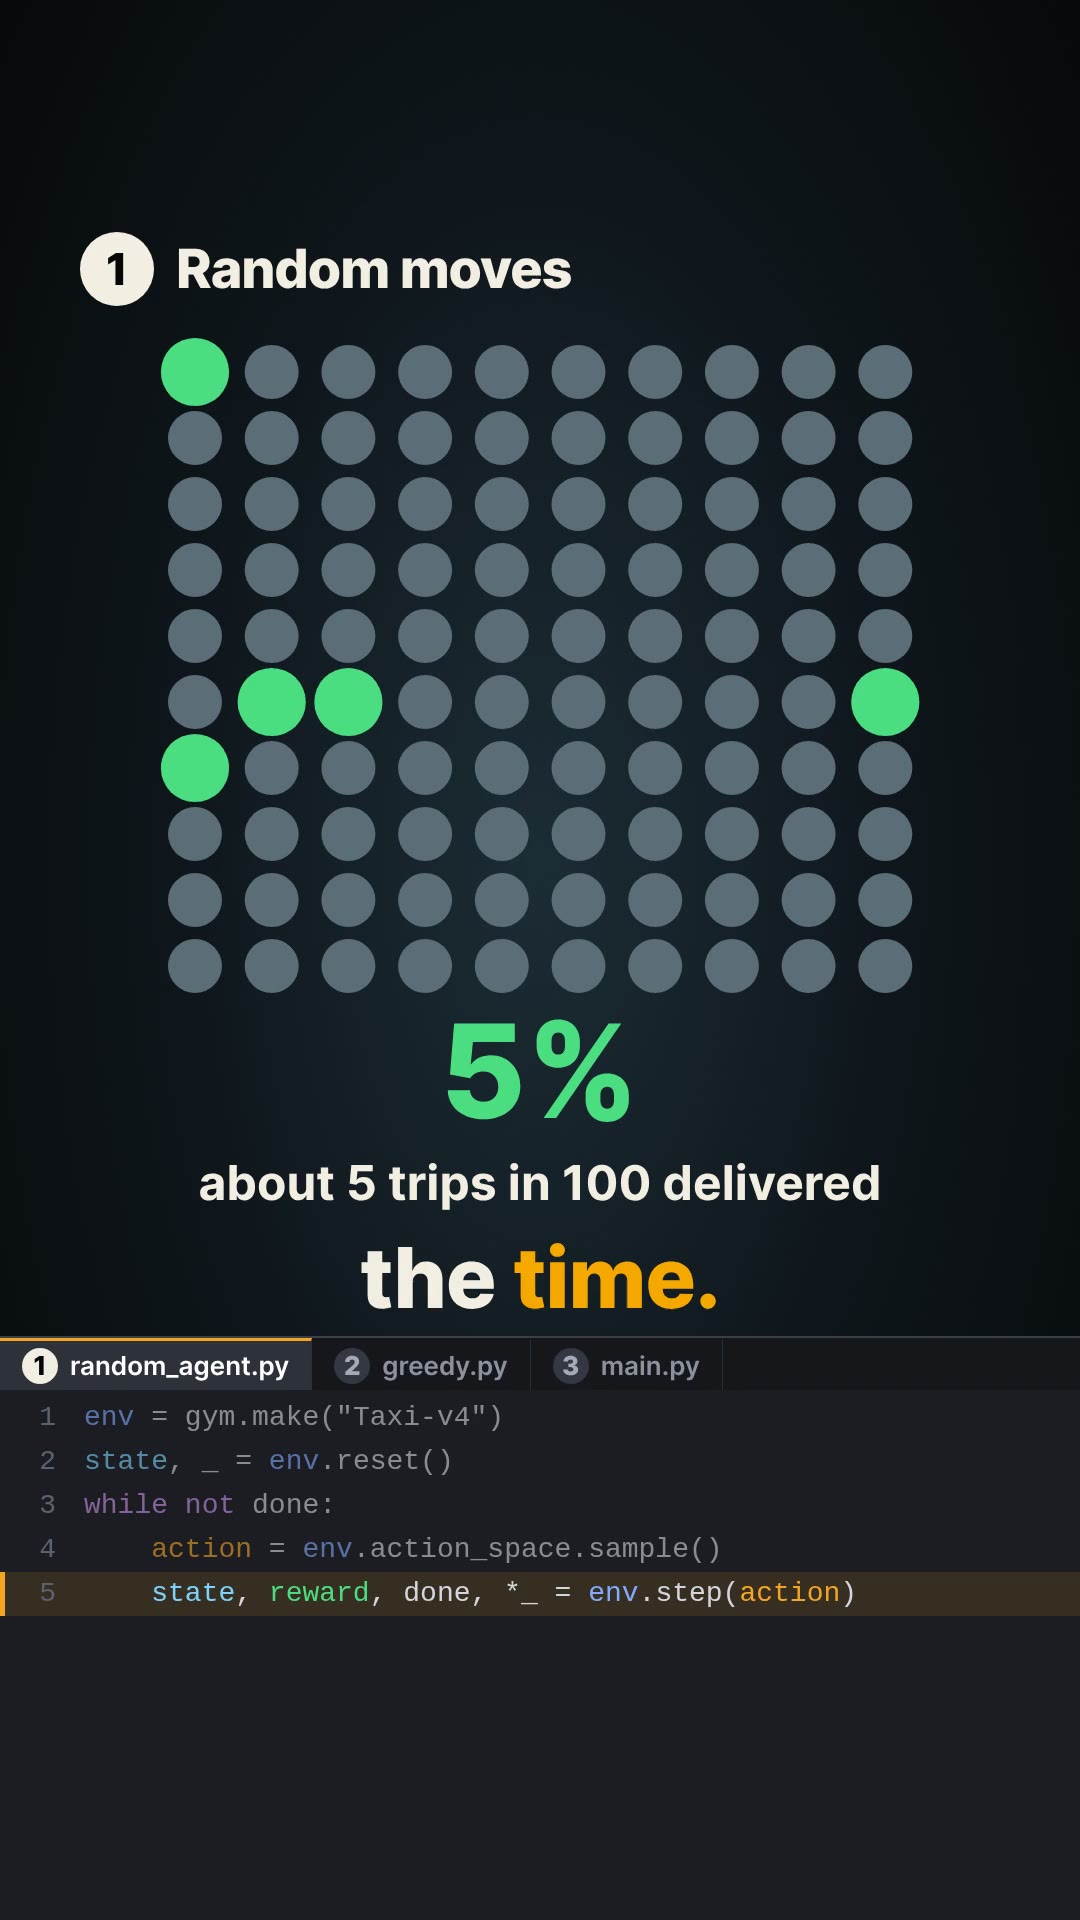 1 Random moves
5%
about 5 trips in 100 delivered
the time.
1 random_agent.py 2 greedy.py 3 main.py
1 env = gym.make("Taxi-v4")
2 state, _ = env.reset()
3 while not done:
4     action = env.action_space.sample()
5     state, reward, done, *_ = env.step(action)